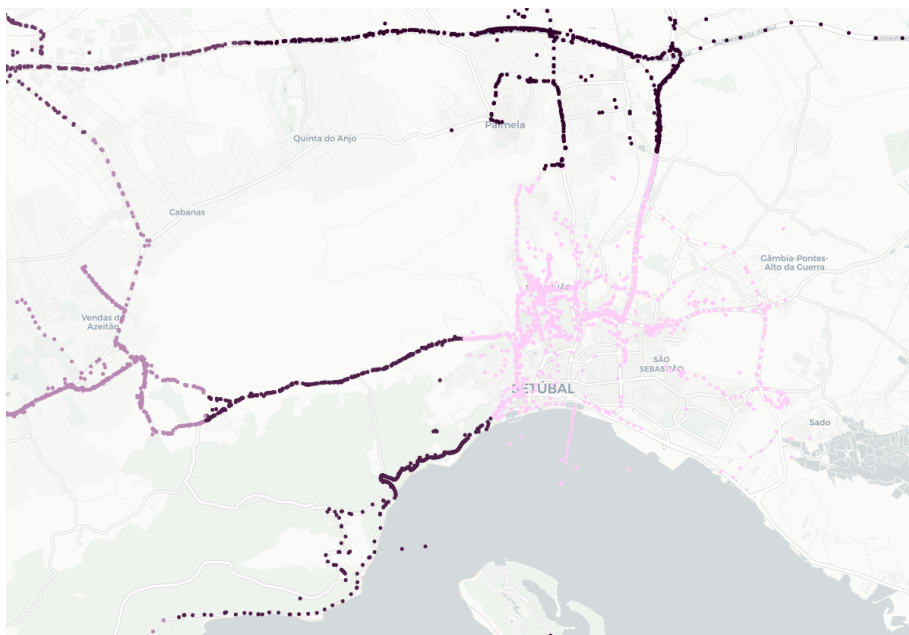 Quinta do Anjo
Palmela
Cabanas
Gâmbia-Pontes-
Alto da Guerra
Vendas de
Azeitão
SÃO
SEBASTIÃO
SETÚBAL
Sado